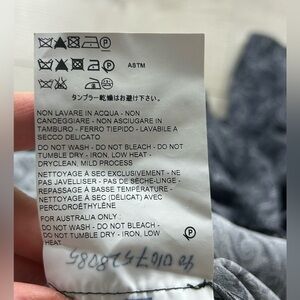 ASTM
タンブラー乾燥はお避け下さい。
NON LAVARE IN ACQUA - NON
CANDEGGIARE - NON ASCIUGARE IN
TAMBURO - FERRO TIEPIDO - LAVABILE A
SECCO DELICATO
DO NOT WASH - DO NOT BLEACH - DO NOT
TUMBLE DRY - IRON, LOW HEAT -
DRYCLEAN, MILD PROCESS
NETTOYAGE À SEC EXCLUSIVEMENT - NE
PAS JAVELLISER - PAS DE SÈCHE-LINGE -
REPASSAGE À BASSE TEMPÉRATURE -
NETTOYAGE À SEC (DÉLICAT) AVEC
PERCLOROÉTHYLÈNE
FOR AUSTRALIA ONLY:
DO NOT WASH - DO NOT BLEACH -
DO NOT TUMBLE DRY - IRON, LOW
HEAT